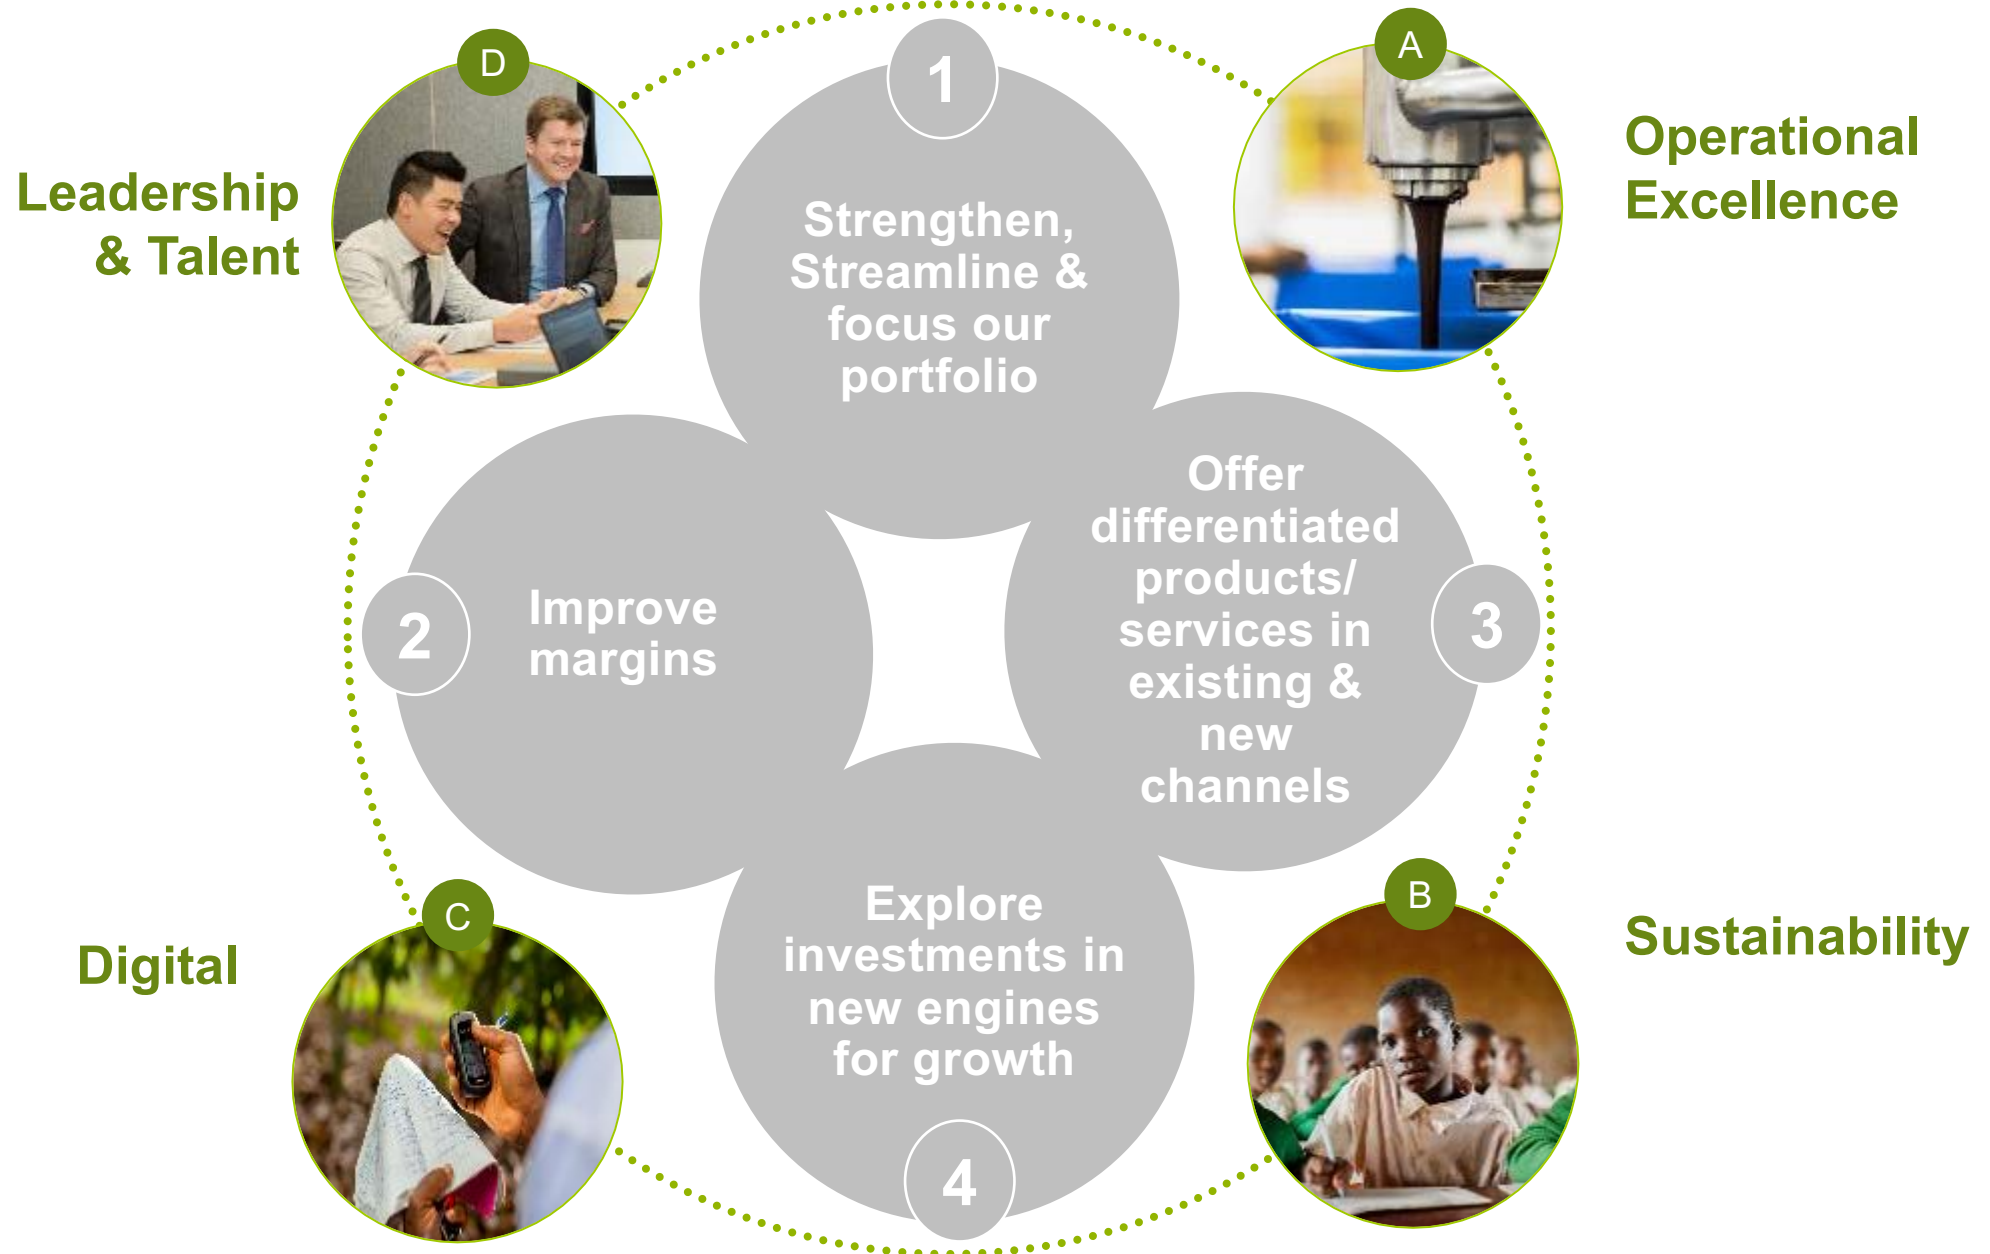 D
Leadership
& Talent
1
Strengthen,
Streamline &
focus our
portfolio
A
Operational
Excellence
2
Improve
margins
Offer
differentiated
products/
services in
existing &
new
channels
3
C
Digital
Explore
investments in
new engines
for growth
4
B
Sustainability